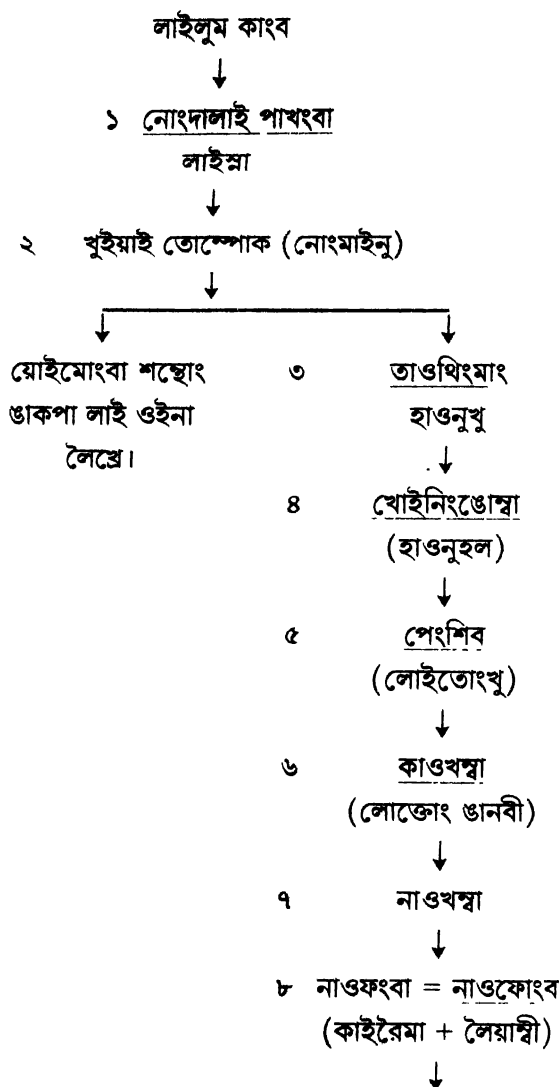 লাইলুম কাংব
১ নোংদালাই পাখংবা
লাইস্না
২ খুইয়াই তোম্পোক (নোংমাইনু)
য়োইমোংবা শন্থোং
ঙাকপা লাই ওইনা
লৈখ্রে।
৩ তাওথিংমাং
হাওনুখু
৪ খোইনিংঙোম্বা
(হাওনুহল)
৫ পেংশিব
(লোইতোংখু)
৬ কাওখম্বা
(লোক্তোং ঙানবী)
৭ নাওখম্বা
৮ নাওফংবা = নাওফোংব
(কাইরৈমা + লৈয়াম্বী)